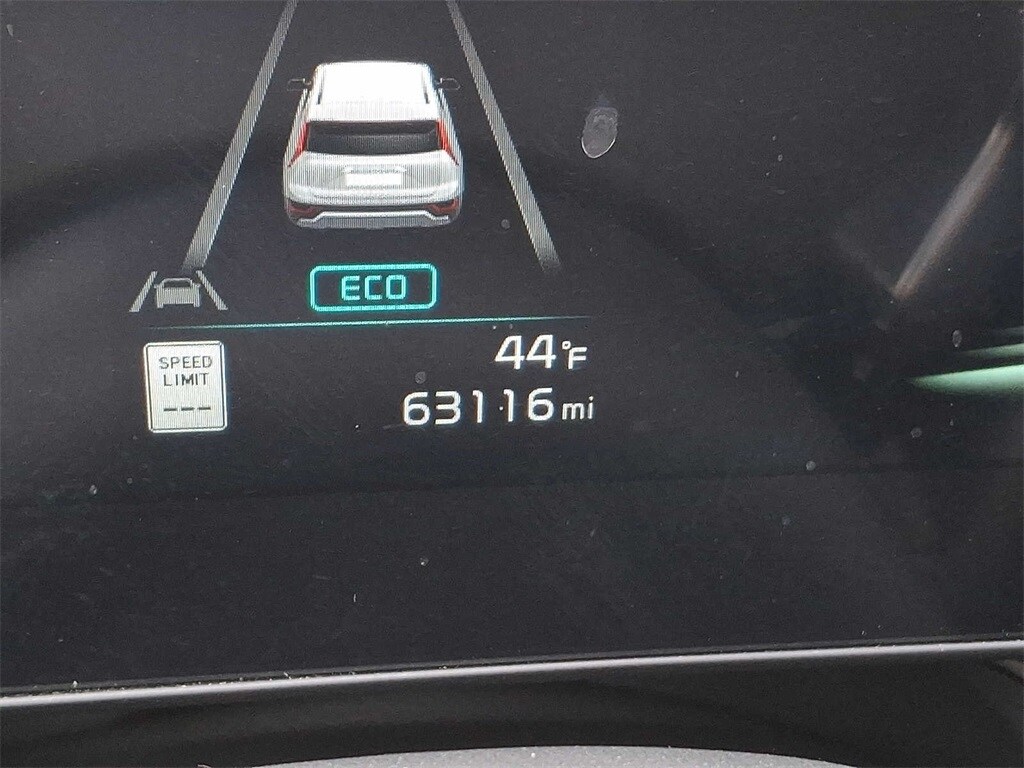 ECO
SPEED
LIMIT
---
44°F
63116 mi